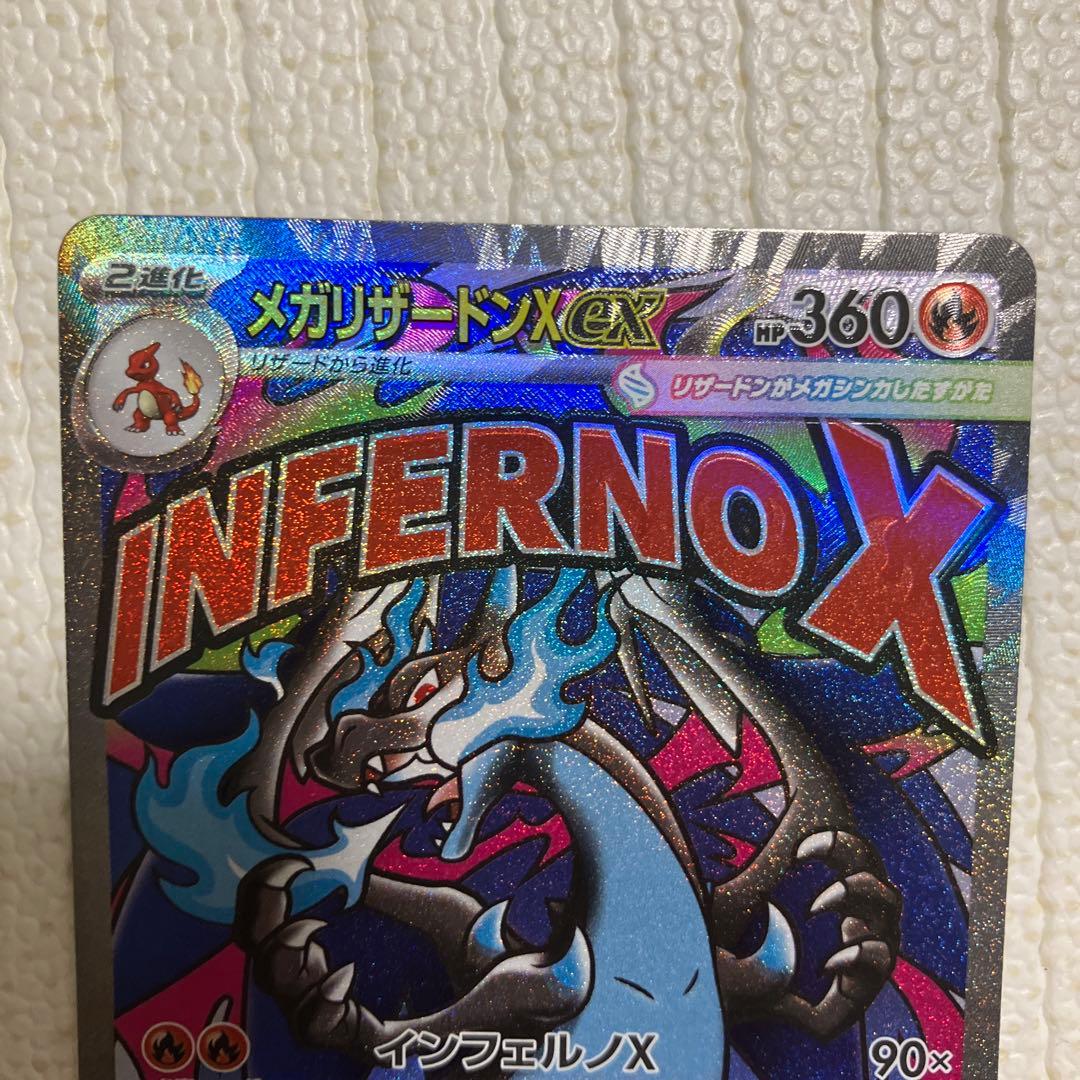 2進化
メガリザードンXex
HP 360
リザードから進化
リザードンがメガシンカしたすがた
INFERNO X
インフェルノX
90×